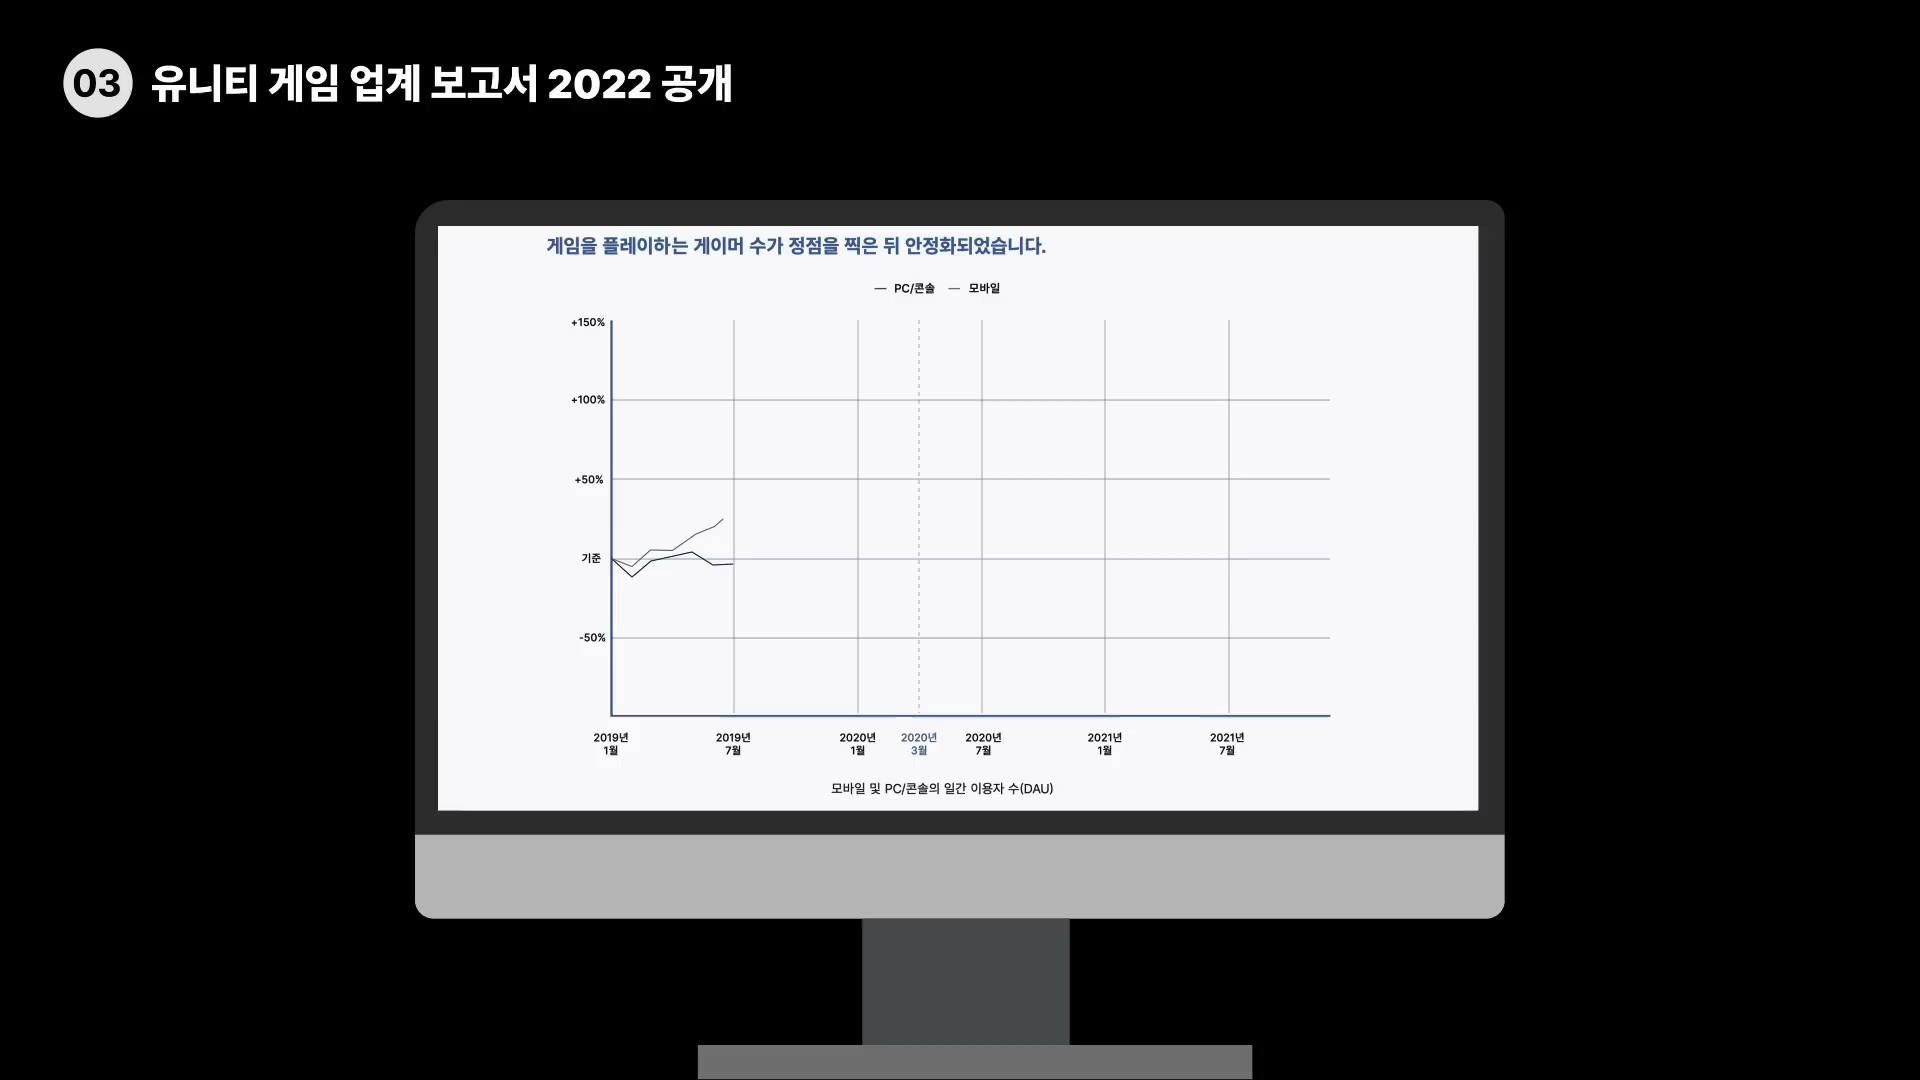 03 유니티 게임 업계 보고서 2022 공개
게임을 플레이하는 게이머 수가 정점을 찍은 뒤 안정화되었습니다.
PC/콘솔 모바일
+150%
+100%
+50%
기준
-50%
2019년 2019년 2020년 2020년 2020년 2021년 2021년
1월 7월 1월 3월 7월 1월 7월
모바일 및 PC/콘솔의 일간 이용자 수(DAU)